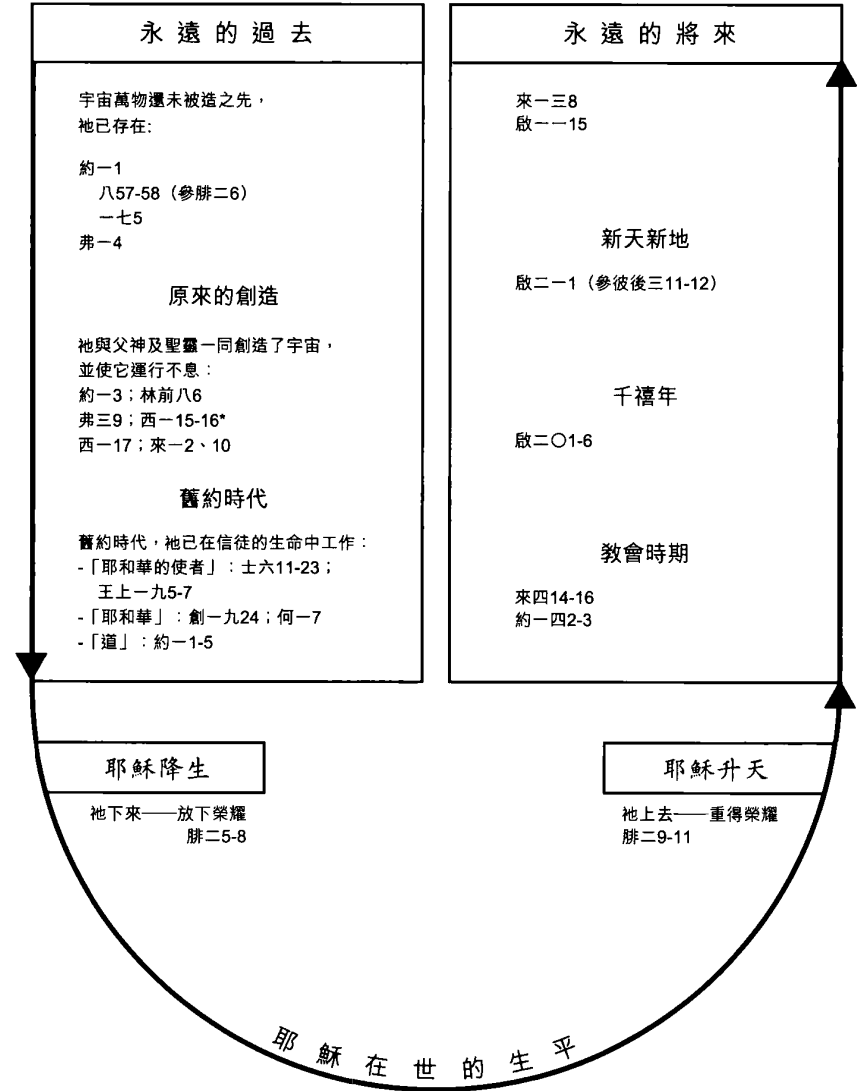 永遠的過去
宇宙萬物還未被造之先，
祂已存在:
約一1
八57-58（參腓二6）
一七5
弗一4
原來的創造
祂與父神及聖靈一同創造了宇宙，
並使它運行不息：
約一3；林前八6
弗三9；西一15-16*
西一17；來一2、10
舊約時代
舊約時代，祂已在信徒的生命中工作：
-「耶和華的使者」：士六11-23；
王上一九5-7
-「耶和華」：創一九24；何一7
-「道」：約一1-5
永遠的將來
來一三8
啟一一15
新天新地
啟二一1（參彼後三11-12）
千禧年
啟二〇1-6
教會時期
來四14-16
約一四2-3
耶穌降生
祂下來——放下榮耀
腓二5-8
耶穌升天
祂上去——重得榮耀
腓二9-11
耶穌在世的生平